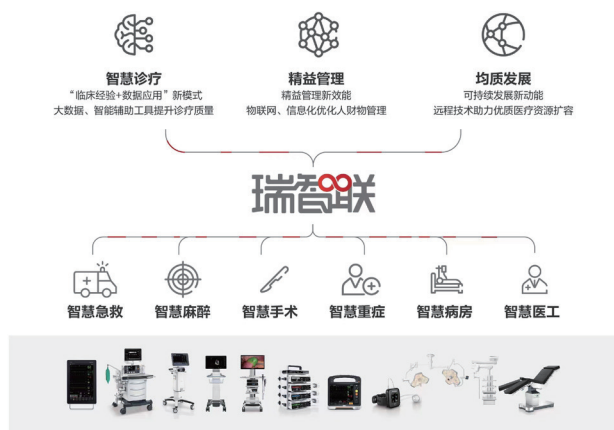 智慧诊疗
“临床经验+数据应用”新模式
大数据、智能辅助工具提升诊疗质量
精益管理
精益管理新效能
物联网、信息化优化人财物管理
均质发展
可持续发展新动能
远程技术助力优质医疗资源扩容
瑞智联
智慧急救
智慧麻醉
智慧手术
智慧重症
智慧病房
智慧医工